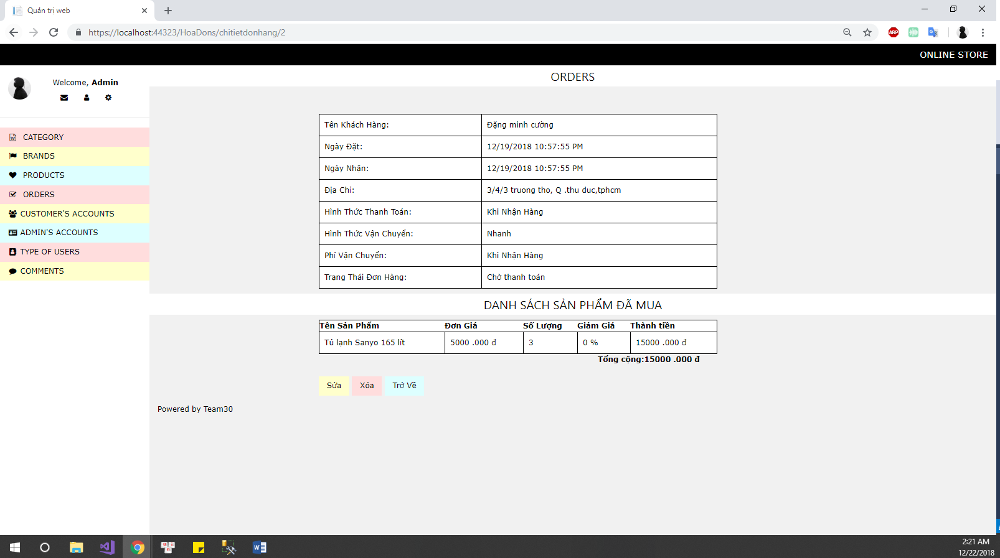 Quản trị web
https://localhost:44323/HoaDons/chitietdonhang/2
ABP
ONLINE STORE
Welcome, Admin
ORDERS
CATEGORY
BRANDS
PRODUCTS
ORDERS
CUSTOMER'S ACCOUNTS
ADMIN'S ACCOUNTS
TYPE OF USERS
COMMENTS
Tên Khách Hàng: Đặng minh cường
Ngày Đặt: 12/19/2018 10:57:55 PM
Ngày Nhận: 12/19/2018 10:57:55 PM
Địa Chỉ: 3/4/3 truong tho, Q .thu duc,tphcm
Hình Thức Thanh Toán: Khi Nhận Hàng
Hình Thức Vận Chuyển: Nhanh
Phí Vận Chuyển: Khi Nhận Hàng
Trạng Thái Đơn Hàng: Chờ thanh toán
DANH SÁCH SẢN PHẨM ĐÃ MUA
Tên Sản Phẩm Đơn Giá Số Lượng Giảm Giá Thành tiền
Tủ lạnh Sanyo 165 lít 5000 .000 đ 3 0 % 15000 .000 đ
Tổng cộng:15000 .000 đ
Sửa Xóa Trở Về
Powered by Team30
2:21 AM
12/22/2018